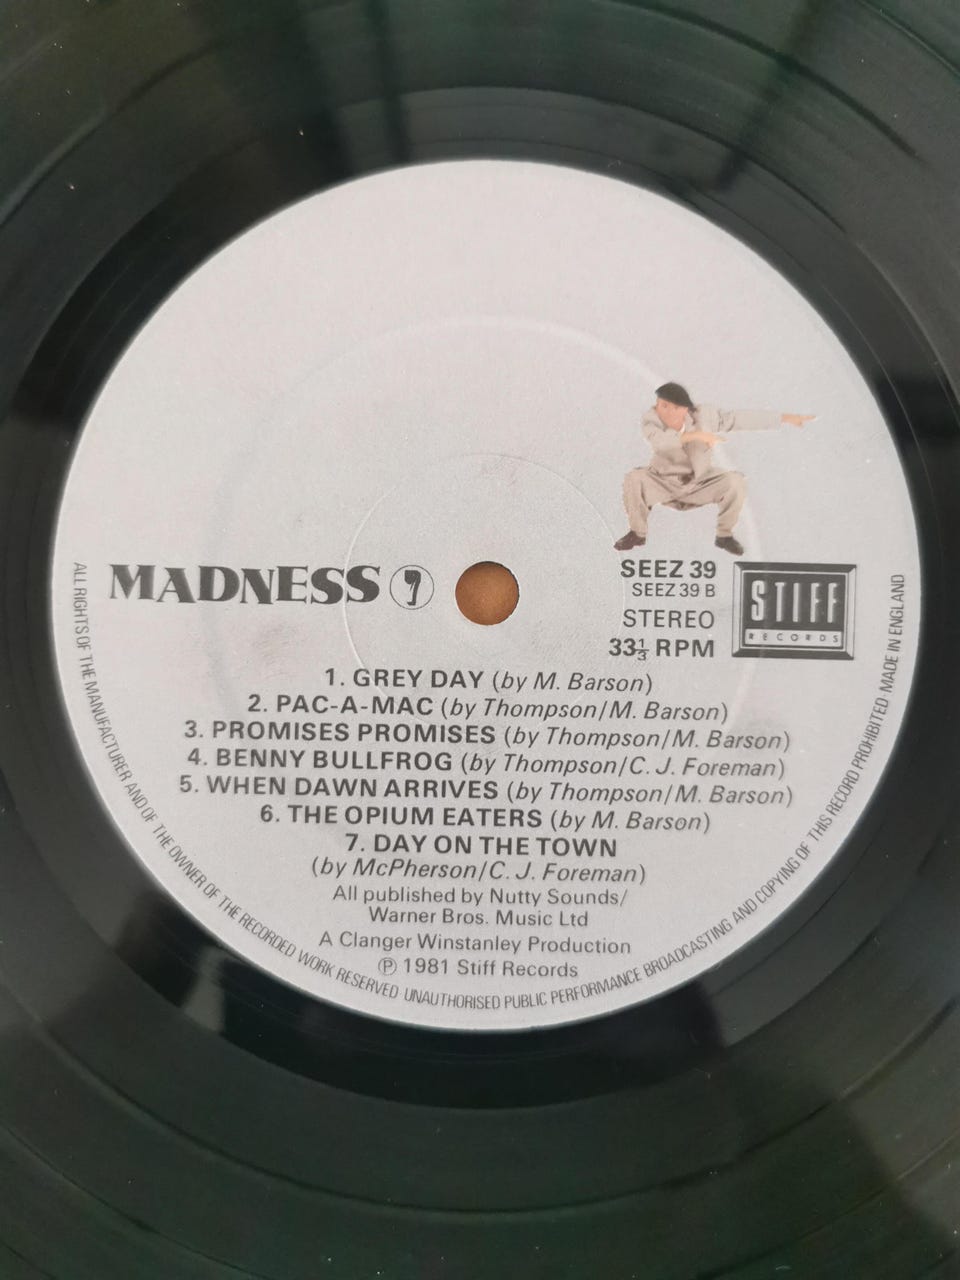 MADNESS 7
SEEZ 39
SEEZ 39 B
STEREO
33⅓ RPM
STIFF
RECORDS
1. GREY DAY (by M. Barson)
2. PAC-A-MAC (by Thompson/M. Barson)
3. PROMISES PROMISES (by Thompson/M. Barson)
4. BENNY BULLFROG (by Thompson/C. J. Foreman)
5. WHEN DAWN ARRIVES (by Thompson/M. Barson)
6. THE OPIUM EATERS (by M. Barson)
7. DAY ON THE TOWN
(by McPherson/C. J. Foreman)
All published by Nutty Sounds/
Warner Bros. Music Ltd
A Clanger Winstanley Production
℗ 1981 Stiff Records
ALL RIGHTS OF THE MANUFACTURER AND OF THE OWNER OF THE RECORDED WORK RESERVED UNAUTHORISED PUBLIC PERFORMANCE BROADCASTING AND COPYING OF THIS RECORD PROHIBITED · MADE IN ENGLAND